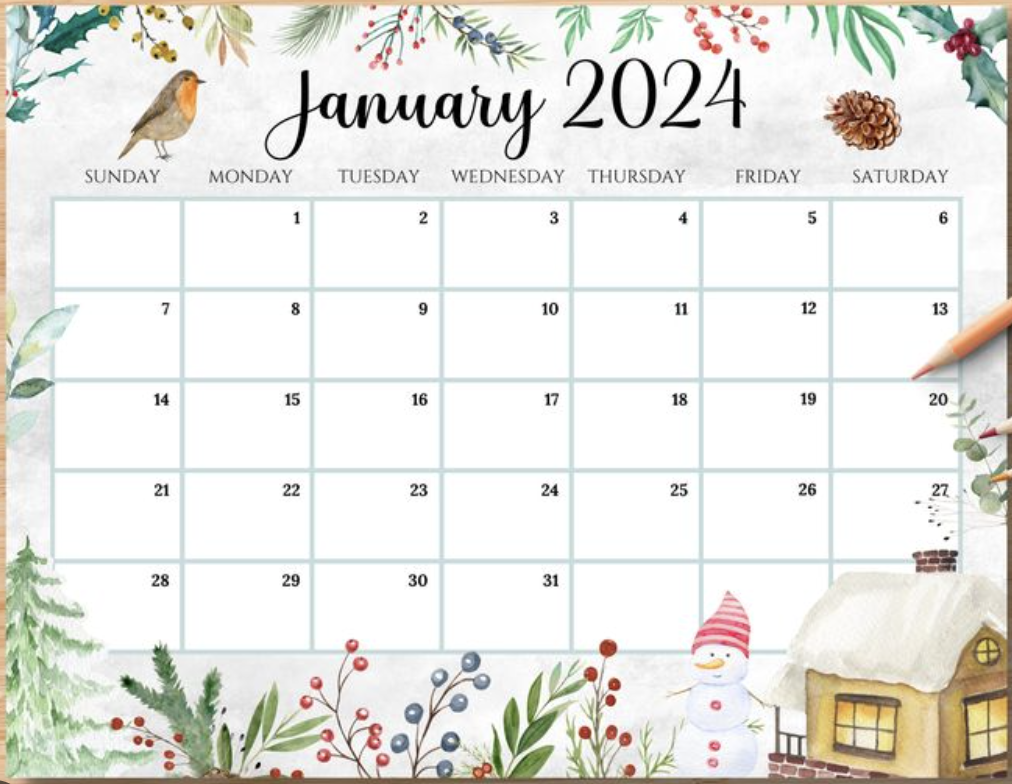 January 2024
SUNDAY MONDAY TUESDAY WEDNESDAY THURSDAY FRIDAY SATURDAY
1 2 3 4 5 6
7 8 9 10 11 12 13
14 15 16 17 18 19 20
21 22 23 24 25 26 27
28 29 30 31